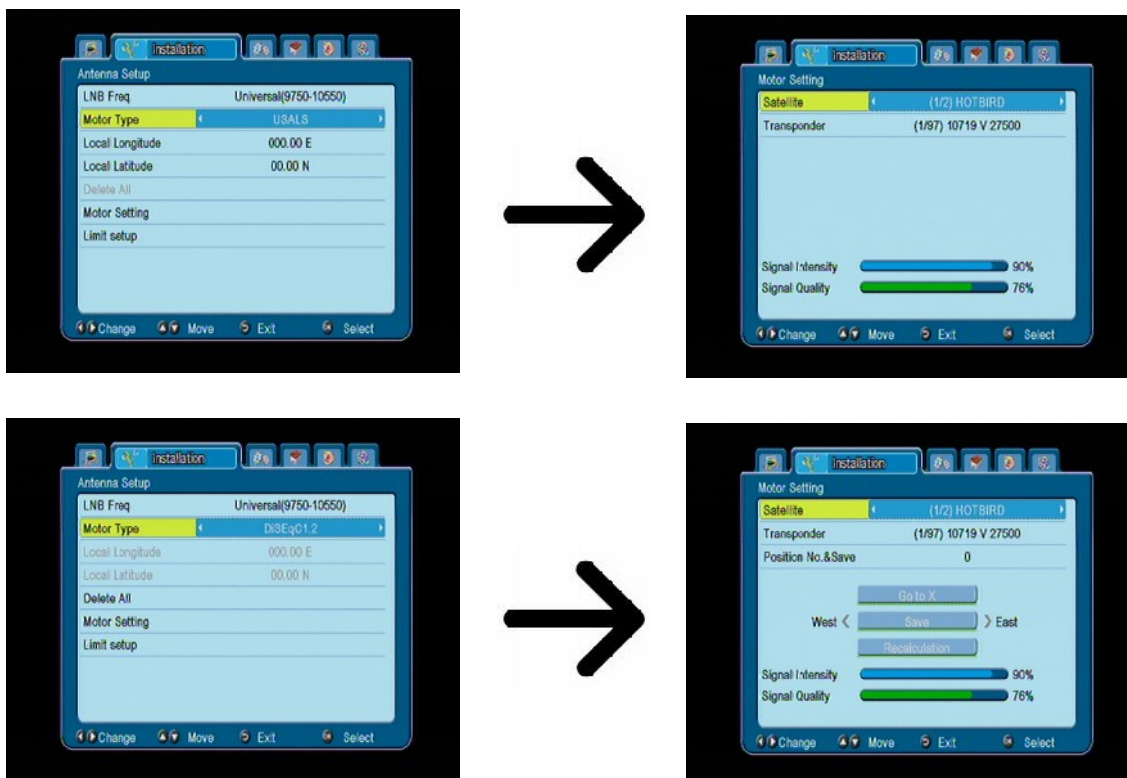 Installation
Antenna Setup
LNB Freq Universal(9750-10550)
Motor Type USALS
Local Longitude 000.00 E
Local Latitude 00.00 N
Delete All
Motor Setting
Limit setup
Change Move Exit Select
Installation
Motor Setting
Satellite (1/2) HOTBIRD
Transponder (1/97) 10719 V 27500
Signal Intensity 90%
Signal Quality 76%
Change Move Exit Select
Installation
Antenna Setup
LNB Freq Universal(9750-10550)
Motor Type DiSEqC1.2
Local Longitude 000.00 E
Local Latitude 00.00 N
Delete All
Motor Setting
Limit setup
Change Move Exit Select
Installation
Motor Setting
Satellite (1/2) HOTBIRD
Transponder (1/97) 10719 V 27500
Position No.&Save 0
Go to X
West Save East
Recalculation
Signal Intensity 90%
Signal Quality 76%
Change Move Exit Select